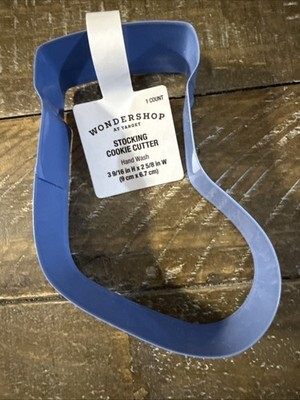 1 COUNT
WONDERSHOP
AT TARGET
STOCKING
COOKIE CUTTER
Hand Wash
3 9/16 in H x 2 5/8 in W
(9 cm x 6.7 cm)